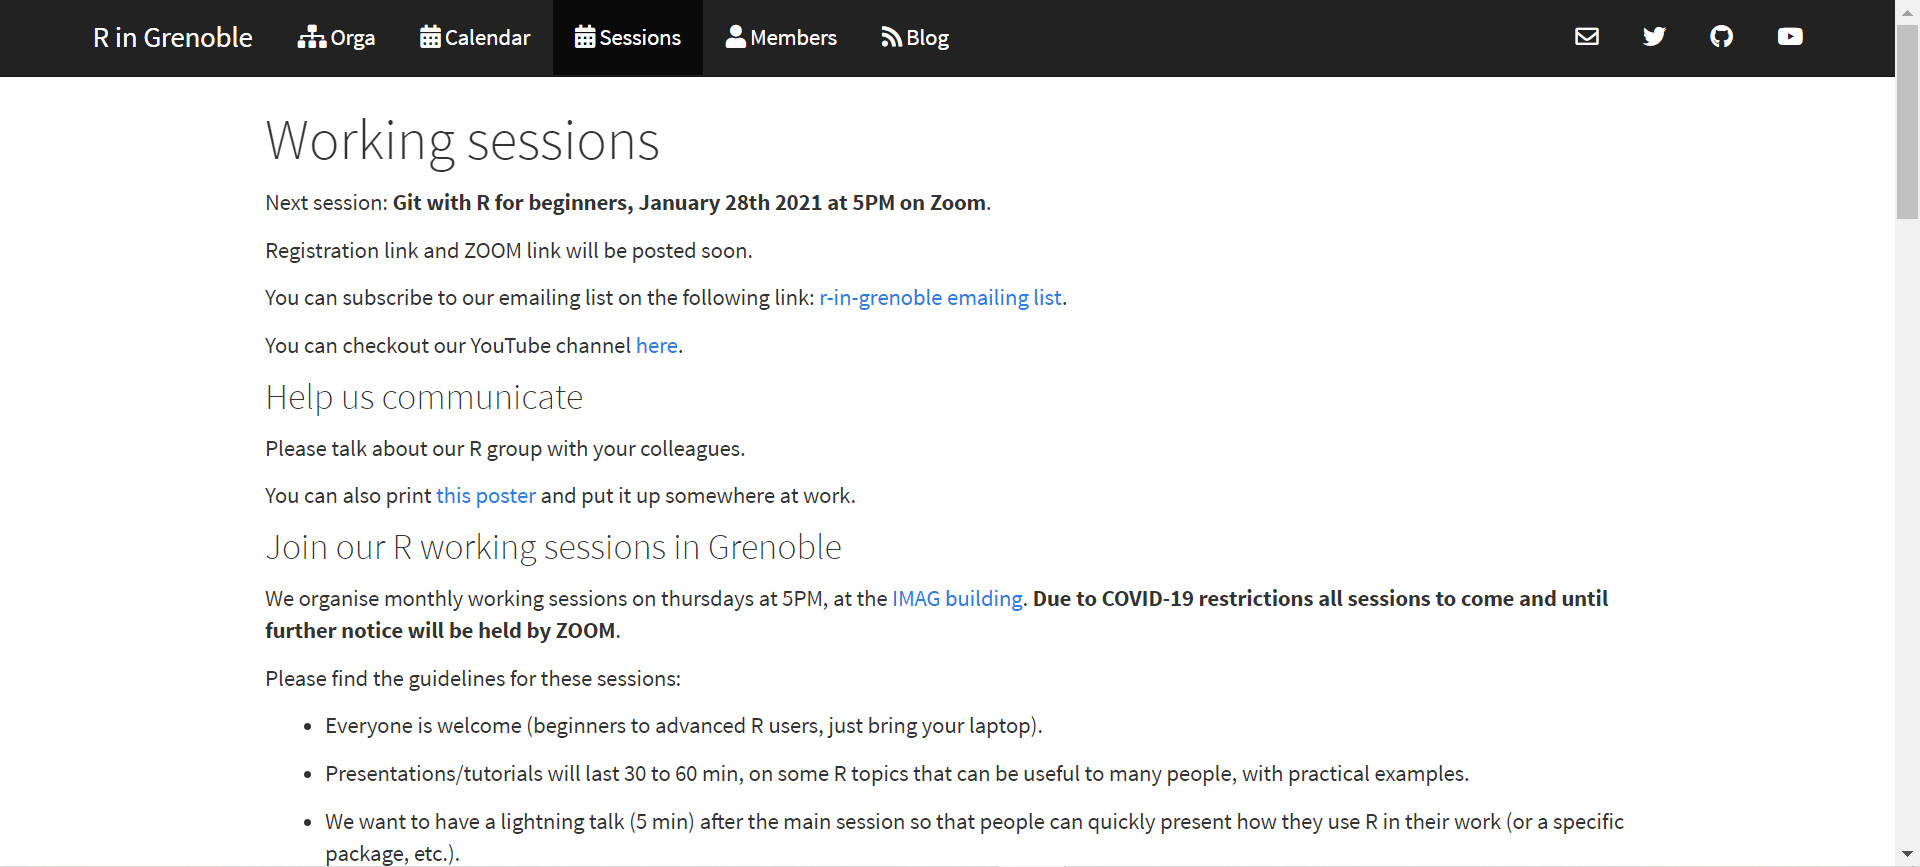 R in Grenoble Orga Calendar Sessions Members Blog
Working sessions
Next session: Git with R for beginners, January 28th 2021 at 5PM on Zoom.
Registration link and ZOOM link will be posted soon.
You can subscribe to our emailing list on the following link: r-in-grenoble emailing list.
You can checkout our YouTube channel here.
Help us communicate
Please talk about our R group with your colleagues.
You can also print this poster and put it up somewhere at work.
Join our R working sessions in Grenoble
We organise monthly working sessions on thursdays at 5PM, at the IMAG building. Due to COVID-19 restrictions all sessions to come and until
further notice will be held by ZOOM.
Please find the guidelines for these sessions:
• Everyone is welcome (beginners to advanced R users, just bring your laptop).
• Presentations/tutorials will last 30 to 60 min, on some R topics that can be useful to many people, with practical examples.
• We want to have a lightning talk (5 min) after the main session so that people can quickly present how they use R in their work (or a specific
package, etc.).